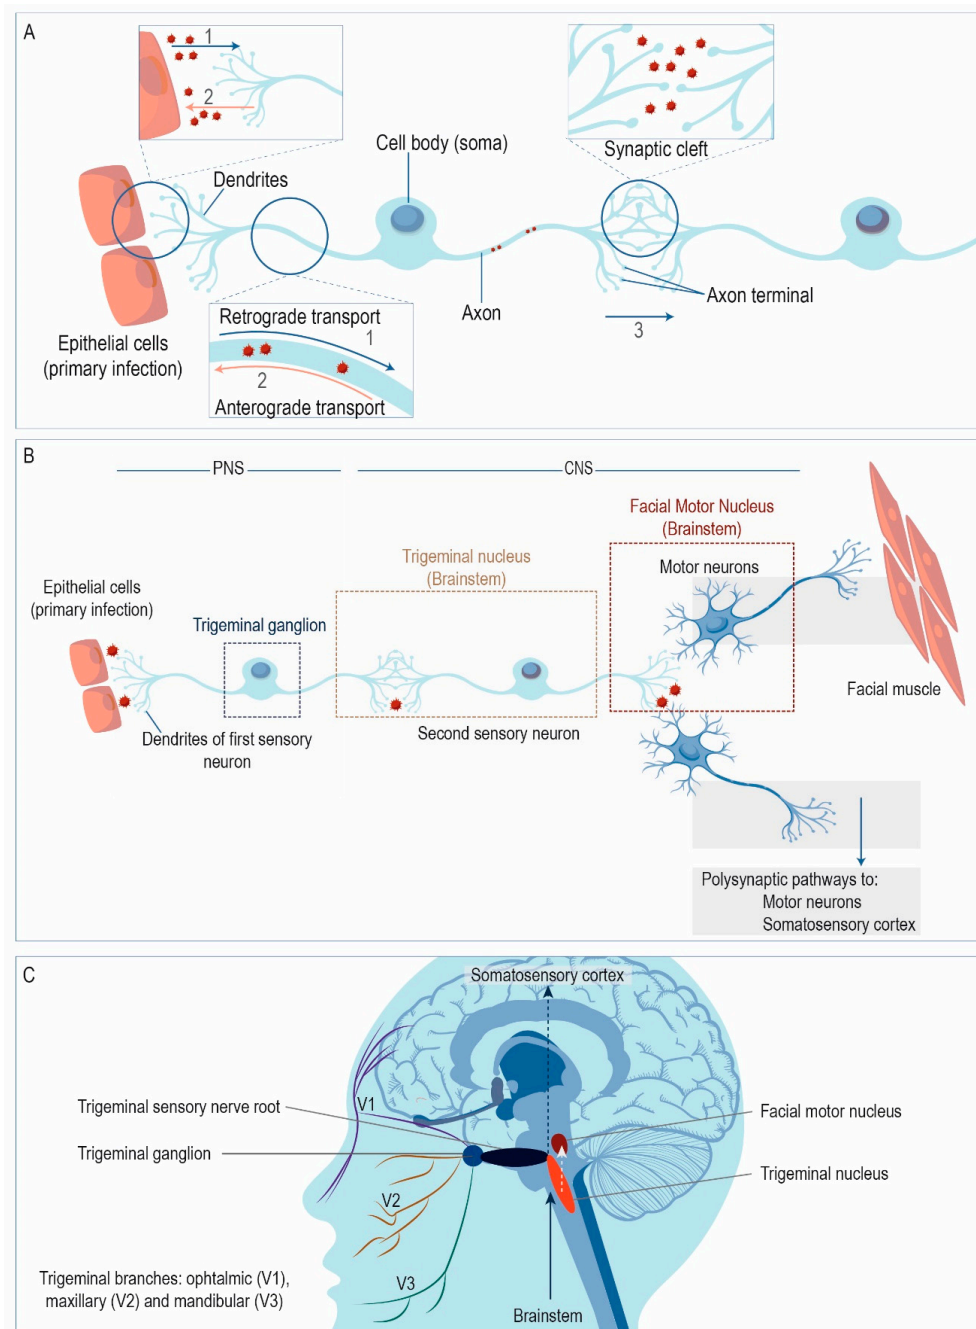 A
1
2
Cell body (soma)
Synaptic cleft
Dendrites
Axon
Axon terminal
3
Retrograde transport
1
2
Anterograde transport
Epithelial cells
(primary infection)
B
PNS
CNS
Facial Motor Nucleus
(Brainstem)
Trigeminal nucleus
(Brainstem)
Motor neurons
Epithelial cells
(primary infection)
Trigeminal ganglion
Facial muscle
Dendrites of first sensory
neuron
Second sensory neuron
Polysynaptic pathways to:
Motor neurons
Somatosensory cortex
C
Somatosensory cortex
Trigeminal sensory nerve root
V1
Facial motor nucleus
Trigeminal ganglion
Trigeminal nucleus
V2
V3
Trigeminal branches: ophtalmic (V1),
maxillary (V2) and mandibular (V3)
Brainstem